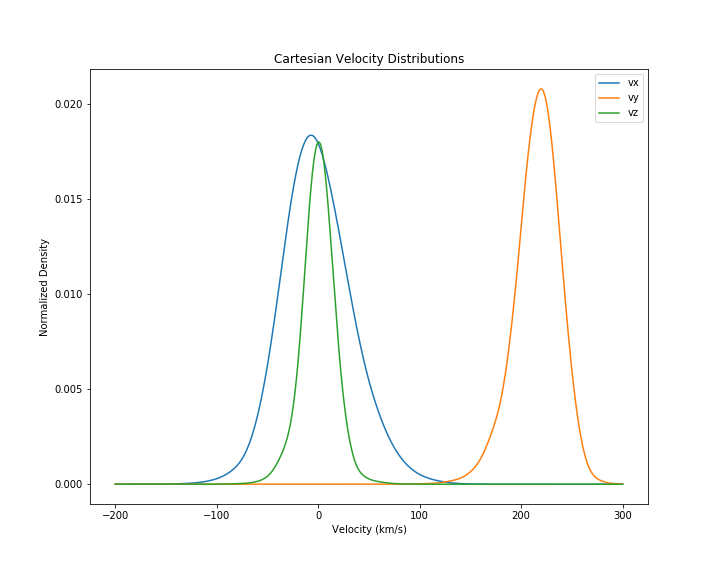 Cartesian Velocity Distributions
vx
vy
vz
0.020
0.015
0.010
0.005
0.000
Normalized Density
−200
−100
0
100
200
300
Velocity (km/s)